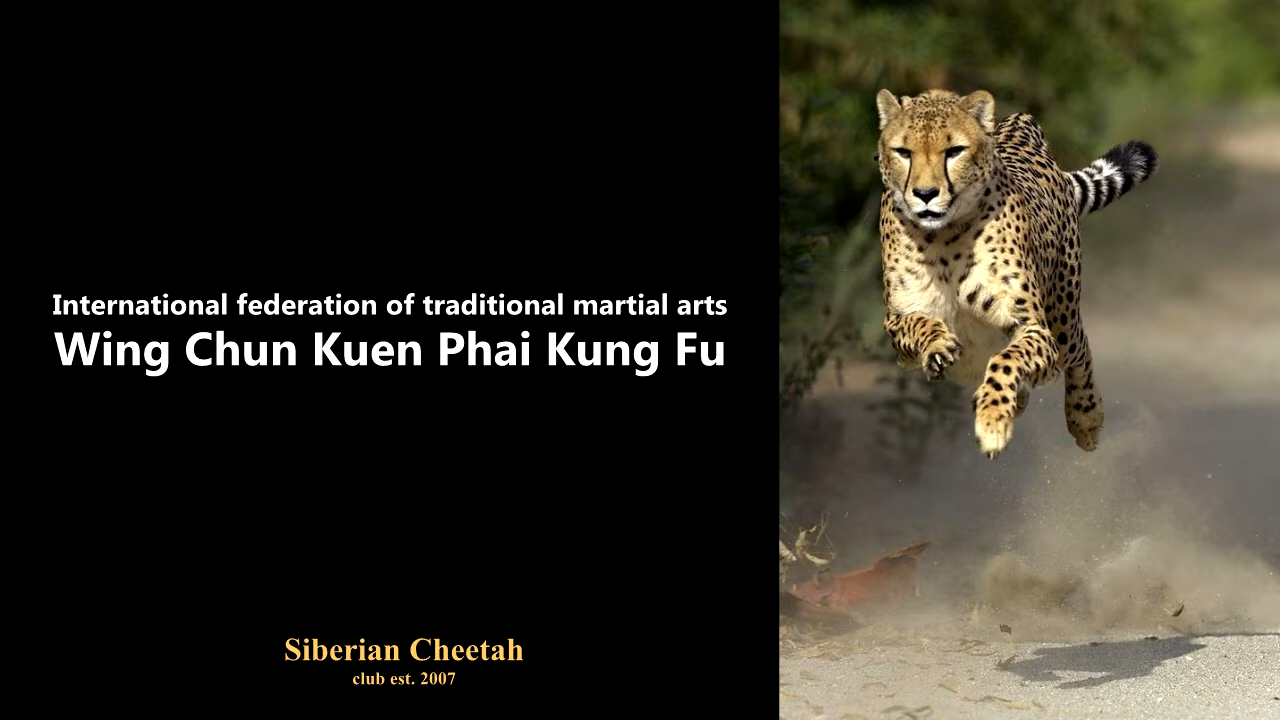 International federation of traditional martial arts
Wing Chun Kuen Phai Kung Fu
Siberian Cheetah
club est. 2007